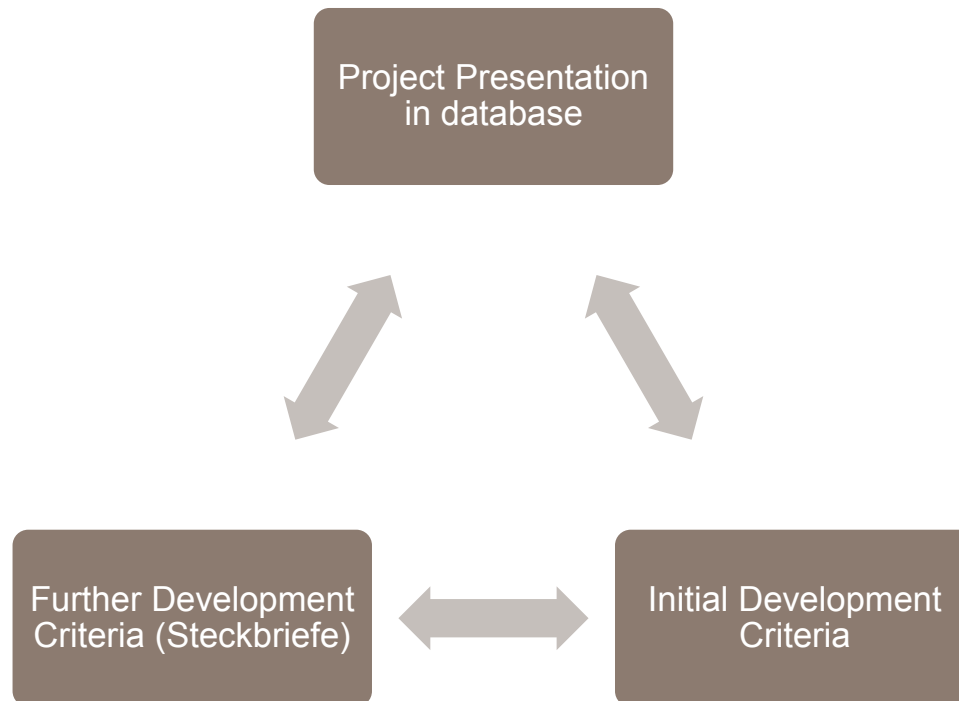 Project Presentation
in database
Further Development
Criteria (Steckbriefe)
Initial Development
Criteria